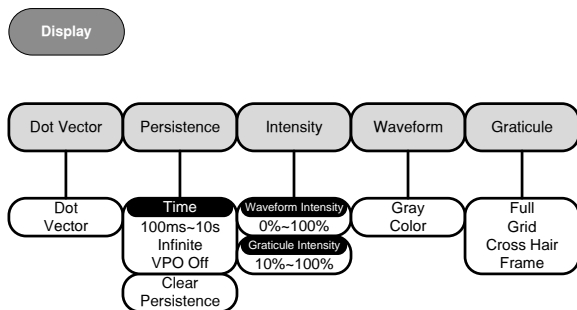 Display
Dot Vector
Persistence
Intensity
Waveform
Graticule
Dot
Vector
Time
100ms~10s
Infinite
VPO Off
Clear
Persistence
Waveform Intensity
0%~100%
Graticule Intensity
10%~100%
Gray
Color
Full
Grid
Cross Hair
Frame